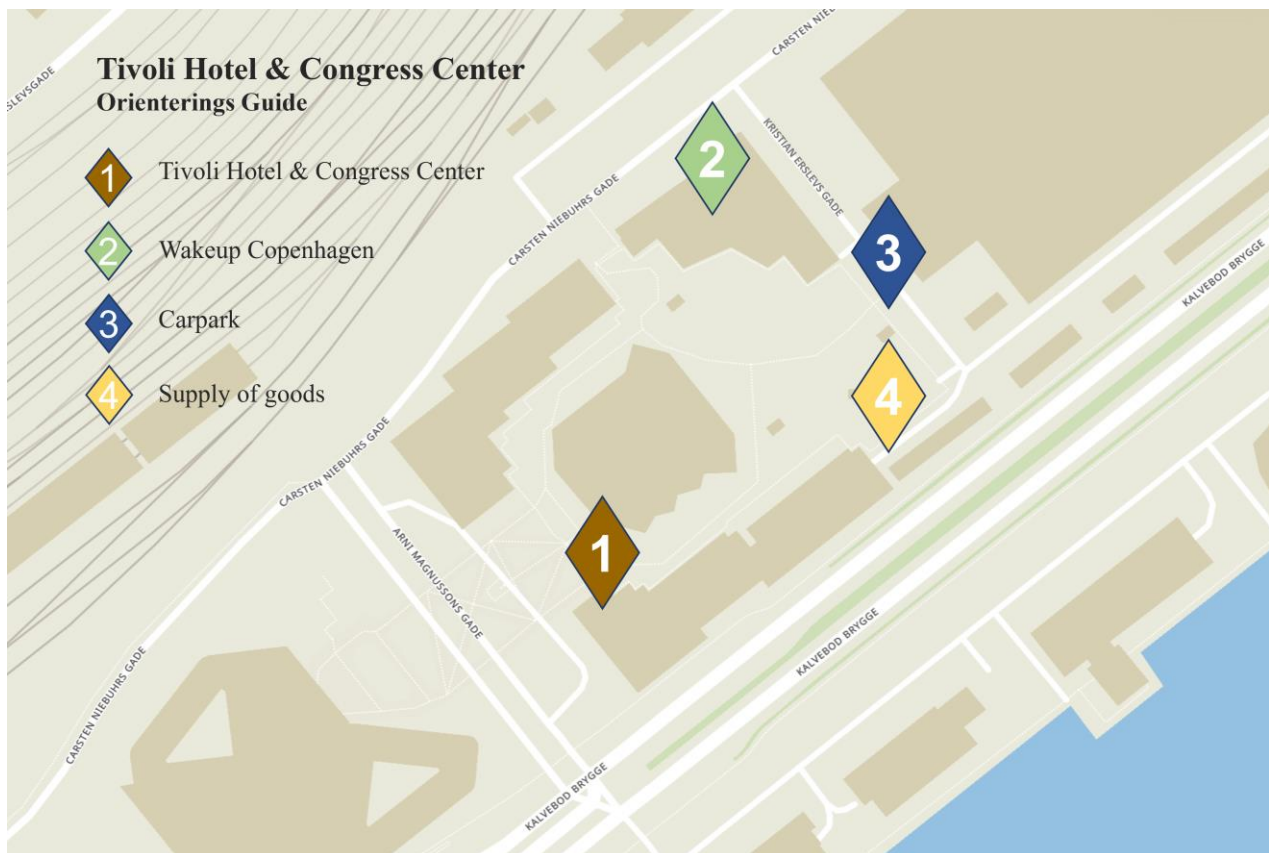 Tivoli Hotel & Congress Center
Orienterings Guide
1 Tivoli Hotel & Congress Center
2 Wakeup Copenhagen
3 Carpark
4 Supply of goods
CARSTEN NIEBUHRS
ERSLEVSGADE
KRISTIAN ERSLEVS GADE
2
CARSTEN NIEBUHRS GADE
3
KALVEBOD BRYGGE
4
CARSTEN NIEBUHRS GADE
ARNI MAGNUSSONS GADE
1
KALVEBOD BRYGGE
CARSTEN NIEBUHRS GADE
KALVEBOD BRYGGE